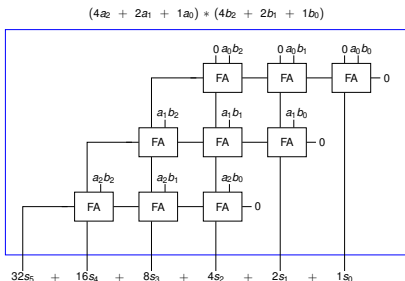 (4a₂ + 2a₁ + 1a₀) * (4b₂ + 2b₁ + 1b₀)
0 a₀b₂ 0 a₀b₁ 0 a₀b₀
FA FA FA 0
a₁b₂ a₁b₁ a₁b₀
FA FA FA 0
a₂b₂ a₂b₁ a₂b₀
FA FA FA 0
32s₅ + 16s₄ + 8s₃ + 4s₂ + 2s₁ + 1s₀